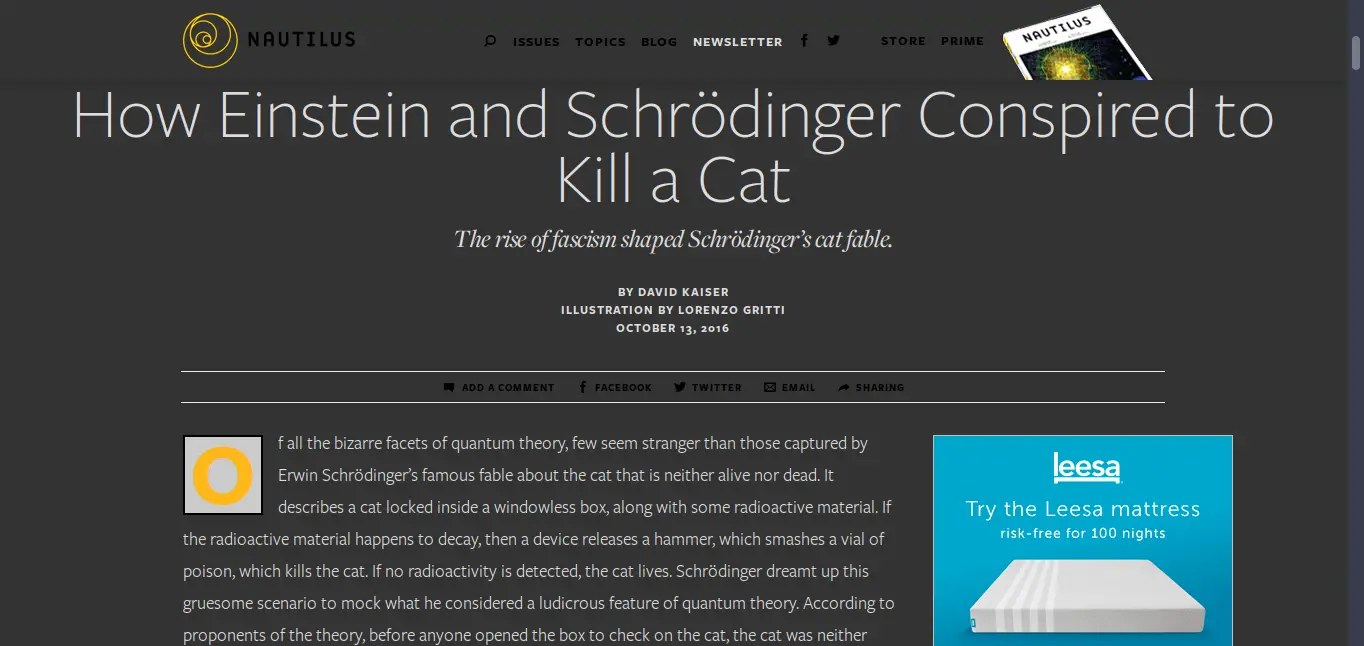 NAUTILUS
ISSUES TOPICS BLOG NEWSLETTER STORE PRIME
NAUTILUS
How Einstein and Schrödinger Conspired to
Kill a Cat
The rise of fascism shaped Schrödinger’s cat fable.
BY DAVID KAISER
ILLUSTRATION BY LORENZO GRITTI
OCTOBER 13, 2016
ADD A COMMENT FACEBOOK TWITTER EMAIL SHARING
Of all the bizarre facets of quantum theory, few seem stranger than those captured by
Erwin Schrödinger’s famous fable about the cat that is neither alive nor dead. It
describes a cat locked inside a windowless box, along with some radioactive material. If
the radioactive material happens to decay, then a device releases a hammer, which smashes a vial of
poison, which kills the cat. If no radioactivity is detected, the cat lives. Schrödinger dreamt up this
gruesome scenario to mock what he considered a ludicrous feature of quantum theory. According to
proponents of the theory, before anyone opened the box to check on the cat, the cat was neither
leesa
Try the Leesa mattress
risk-free for 100 nights